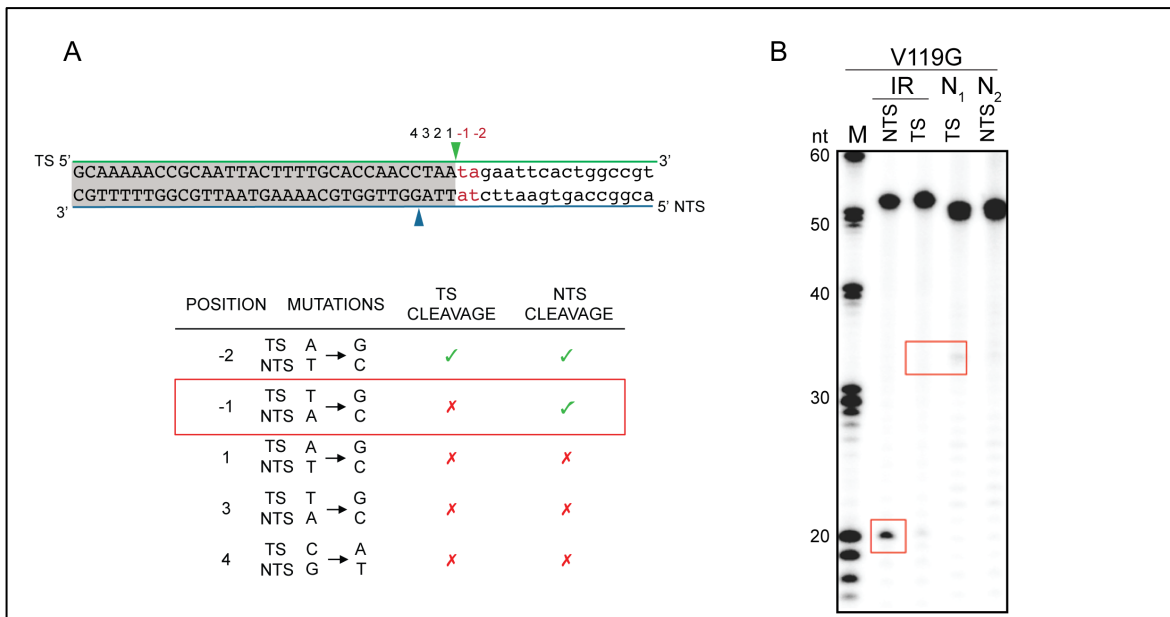 A
4 3 2 1 -1 -2
TS 5' 3'
GCAAAAACCGCAATTACTTTTGCACCAACCTAAtagaattcactggccgt
CGTTTTTGGCGTTAATGAAAACGTGGTTGGATTatcttaagtgaccggca
3' 5' NTS
POSITION MUTATIONS TS CLEAVAGE NTS CLEAVAGE
-2 TS A → G ✓ ✓
NTS T C
-1 TS T → G ✗ ✓
NTS A C
1 TS A → G ✗ ✗
NTS T C
3 TS T → G ✗ ✗
NTS A C
4 TS C → A ✗ ✗
NTS G T
B
V119G
IR N1 N2
nt M NTS TS TS NTS
60
50
40
30
20